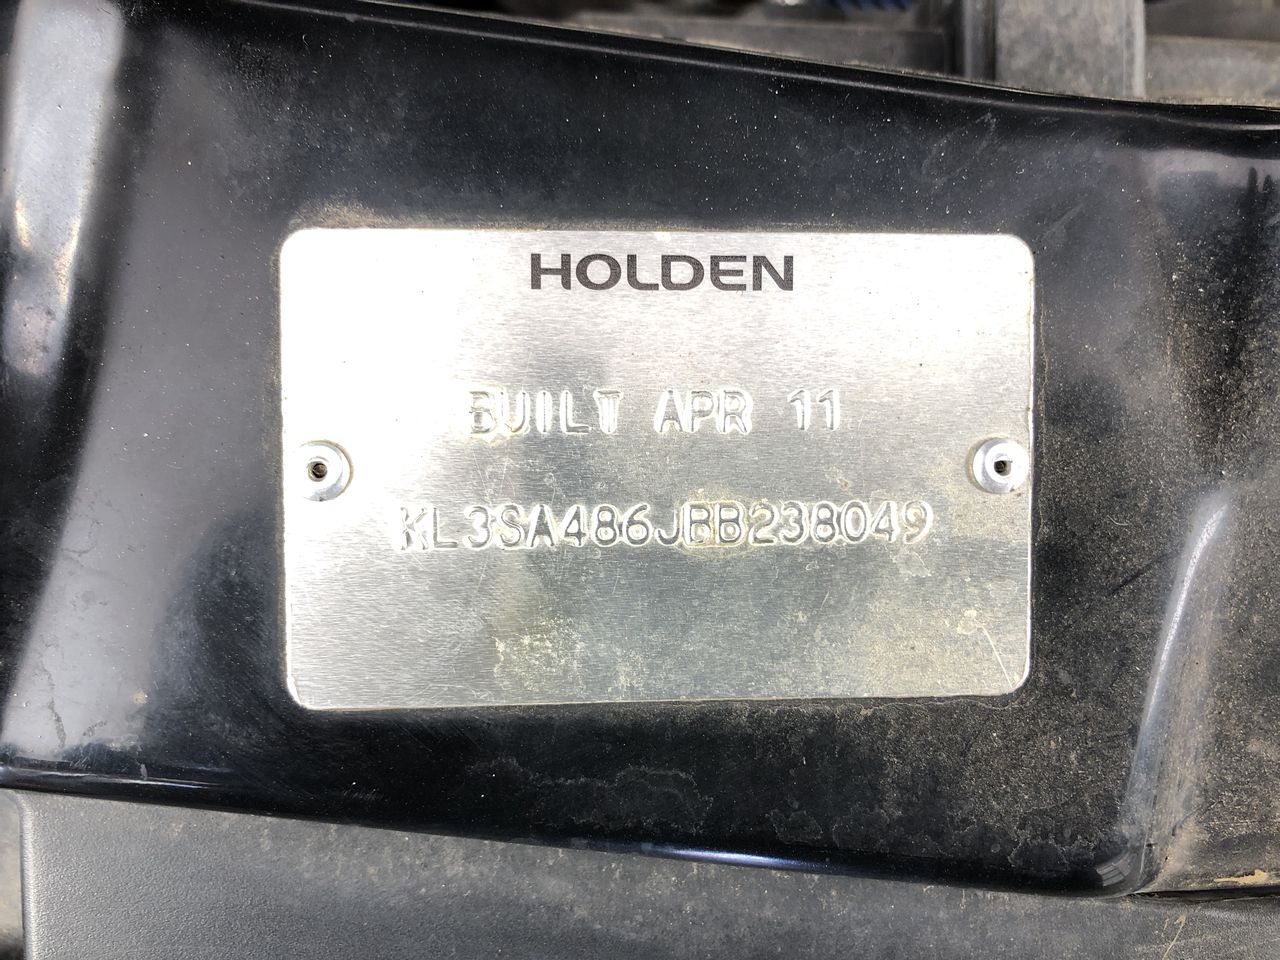 HOLDEN
BUILT APR 11
KL3SA486JBB238049